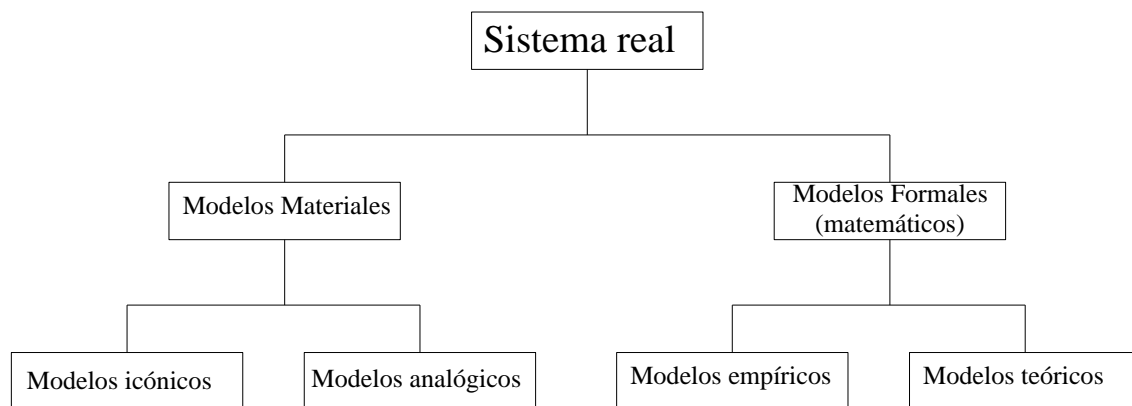 Sistema real
Modelos Materiales
Modelos Formales
(matemáticos)
Modelos icónicos
Modelos analógicos
Modelos empíricos
Modelos teóricos